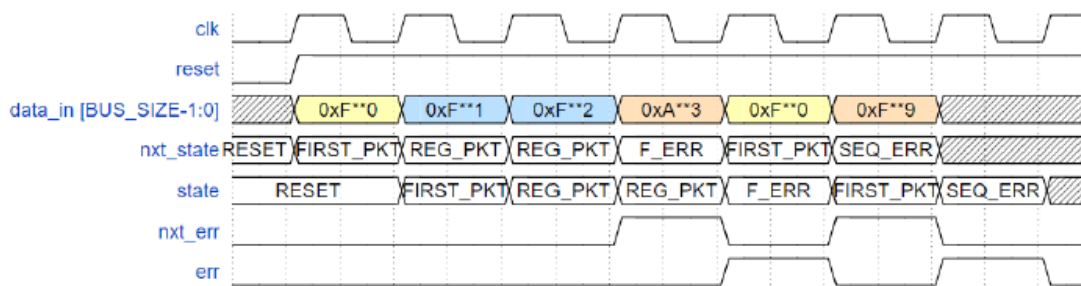 clk
reset
data_in [BUS_SIZE-1:0] 0xF**0 0xF**1 0xF**2 0xA**3 0xF**0 0xF**9
nxt_state RESET FIRST_PKT REG_PKT REG_PKT F_ERR FIRST_PKT SEQ_ERR
state RESET FIRST_PKT REG_PKT REG_PKT F_ERR FIRST_PKT SEQ_ERR
nxt_err
err